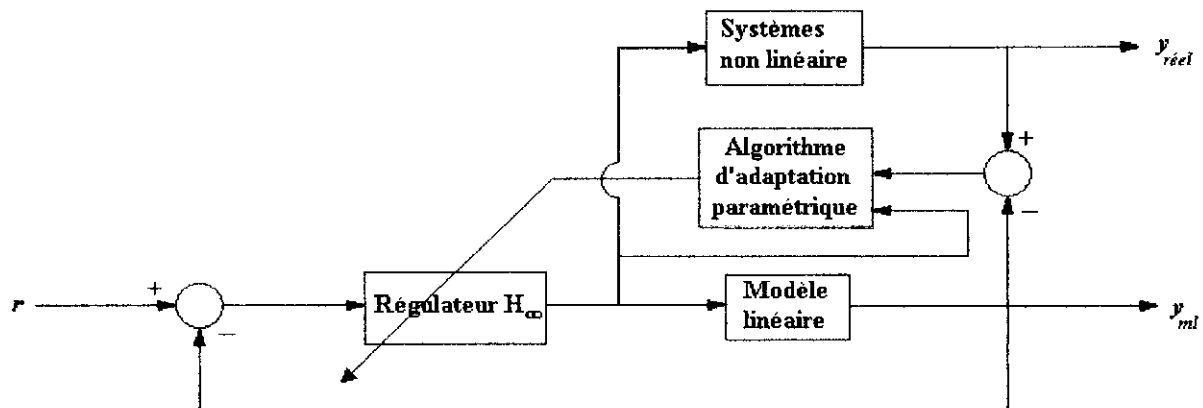 Systèmes
non linéaire
y réel
+
Algorithme
d'adaptation
paramétrique
−
+
r
−
Régulateur H∞
Modèle
linéaire
y ml